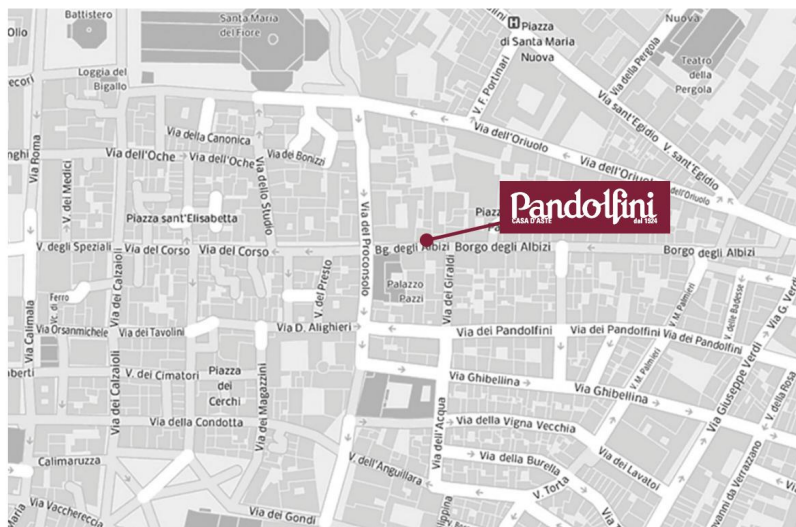 Battistero
Santa Maria
del Fiore
H Piazza
di Santa Maria
Nuova
Nuova
Via della Pergola
Teatro
della
Pergola
Olio
Loggia del
Bigallo
V. F. Portinari
Via sant'Egidio
V. sant'Egidio
Via Roma
Via della Canonica
Via dell'Oche
Via dell'Oche
Via dei Bonizzi
Via dell'Oriuolo
Via dell'Oriuolo
dell'Oriuolo
V. dei Medici
Via dello Studio
Via del Proconsolo
Piazza sant'Elisabetta
Pandolfini
CASA D'ASTE
dal 1924
V. degli Speziali
Via del Corso
Via del Corso
Bg. degli Albizi
Borgo degli Albizi
Borgo degli Albizi
Via dei Calzaioli
V. del Presto
Via dei Giraldi
Palazzo
Pazzi
V. M. Palmieri
V. delle Badesse
Via G. Verdi
Ferro
Via Calimala
Via Orsanmichele
Via dei Tavolini
Via D. Alighieri
Via dei Pandolfini
Via dei Pandolfini
Via dei Pandolfini
V. dei Cimatori
Piazza
dei
Cerchi
Via dei Calzaioli
Via dei Magazzini
Via Ghibellina
Via Ghibellina
V. M. Palmieri
Via Giuseppe Verdi
V. della Rosa
Via della Condotta
Via dell'Acqua
Via della Vigna Vecchia
Calimaruzza
V. dell'Anguillara
Via della Burella
Via dei Lavatoi
V. Torta
Via Vacchereccia
Via dei Gondi